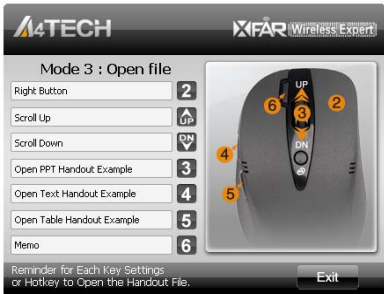 A4TECH
XFAR Wireless Expert
Mode 3 : Open file
Right Button 2
Scroll Up UP
Scroll Down DN
Open PPT Handout Example 3
Open Text Handout Example 4
Open Table Handout Example 5
Memo 6
UP
6
2
3
DN
4
5
Reminder for Each Key Settings
or Hotkey to Open the Handout File.
Exit